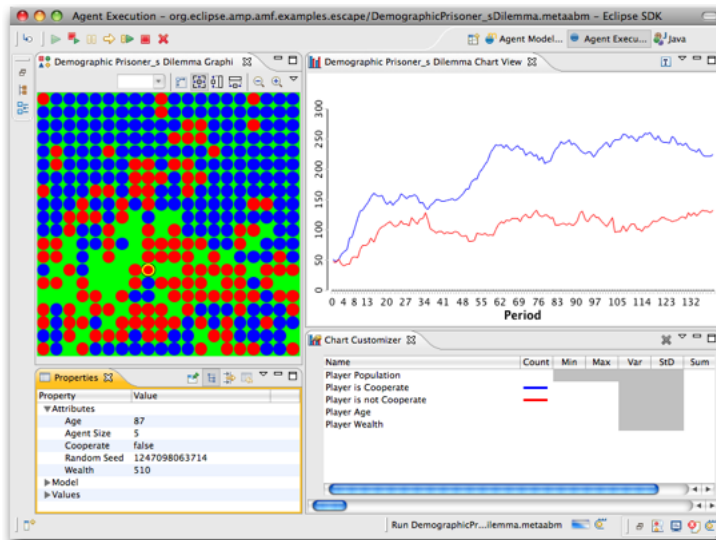 Agent Execution - org.eclipse.amp.amf.examples.escape/DemographicPrisoner_sDilemma.metaabm - Eclipse SDK
Agent Model... Agent Execu... Java
Demographic Prisoner_s Dilemma Graphi
Demographic Prisoner_s Dilemma Chart View
300
250
200
150
100
50
0
0 4 8 13 20 27 34 41 48 55 62 69 76 83 90 97 105 114 123 132
Period
Chart Customizer
Name Count Min Max Var StD Sum
Player Population
Player is Cooperate
Player is not Cooperate
Player Age
Player Wealth
Properties
Property Value
Attributes
Age 87
Agent Size 5
Cooperate false
Random Seed 1247098063714
Wealth 510
Model
Values
Run DemographicPr...ilemma.metaabm